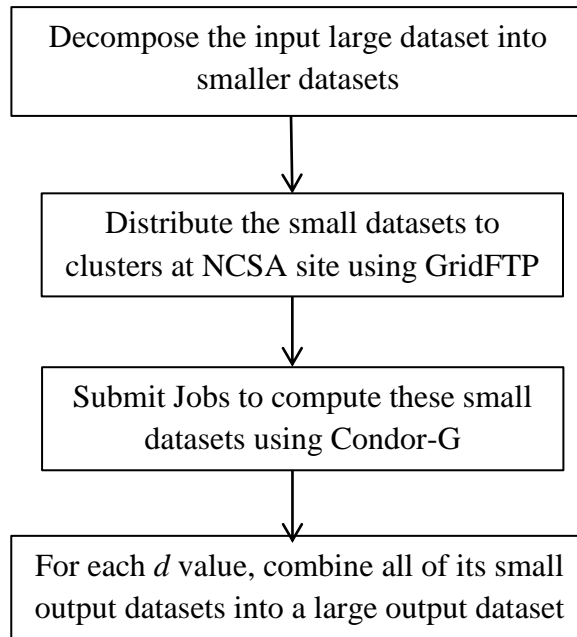 Decompose the input large dataset into
smaller datasets
Distribute the small datasets to
clusters at NCSA site using GridFTP
Submit Jobs to compute these small
datasets using Condor-G
For each d value, combine all of its small
output datasets into a large output dataset